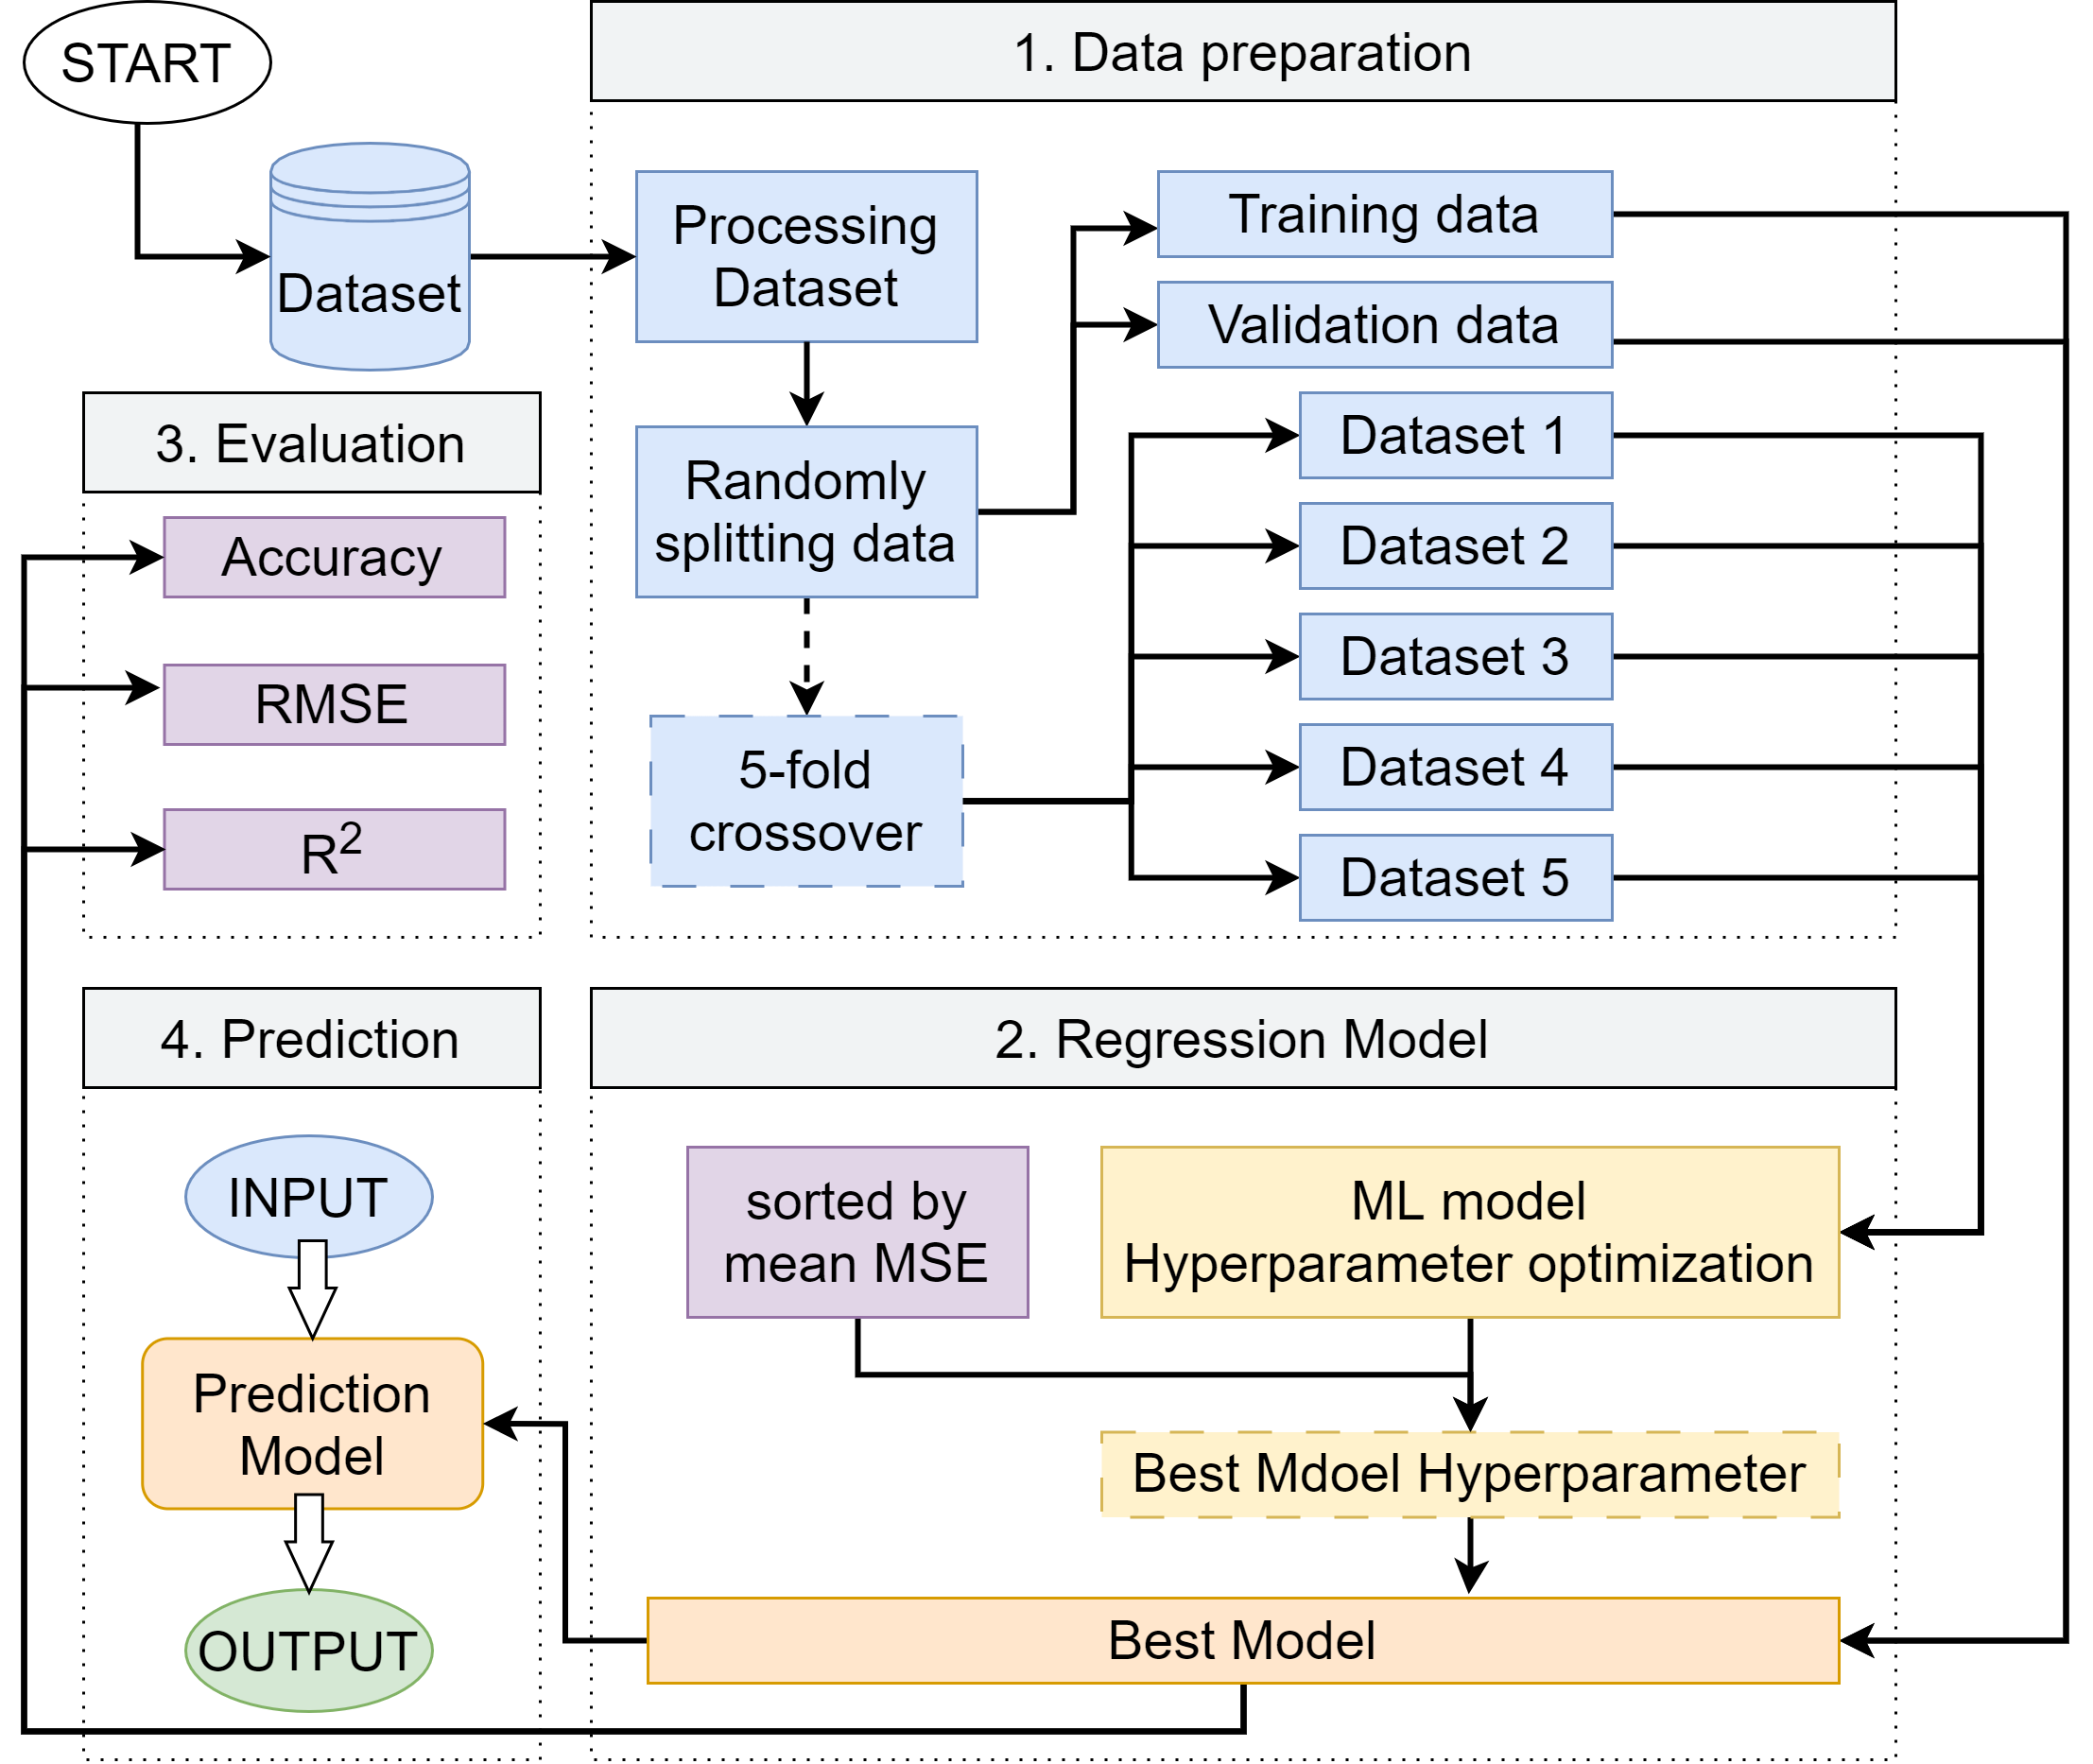 START
Dataset
1. Data preparation
Processing
Dataset
Randomly
splitting data
5-fold
crossover
Training data
Validation data
Dataset 1
Dataset 2
Dataset 3
Dataset 4
Dataset 5
2. Regression Model
sorted by
mean MSE
ML model
Hyperparameter optimization
Best Mdoel Hyperparameter
Best Model
3. Evaluation
Accuracy
RMSE
R²
4. Prediction
INPUT
Prediction
Model
OUTPUT